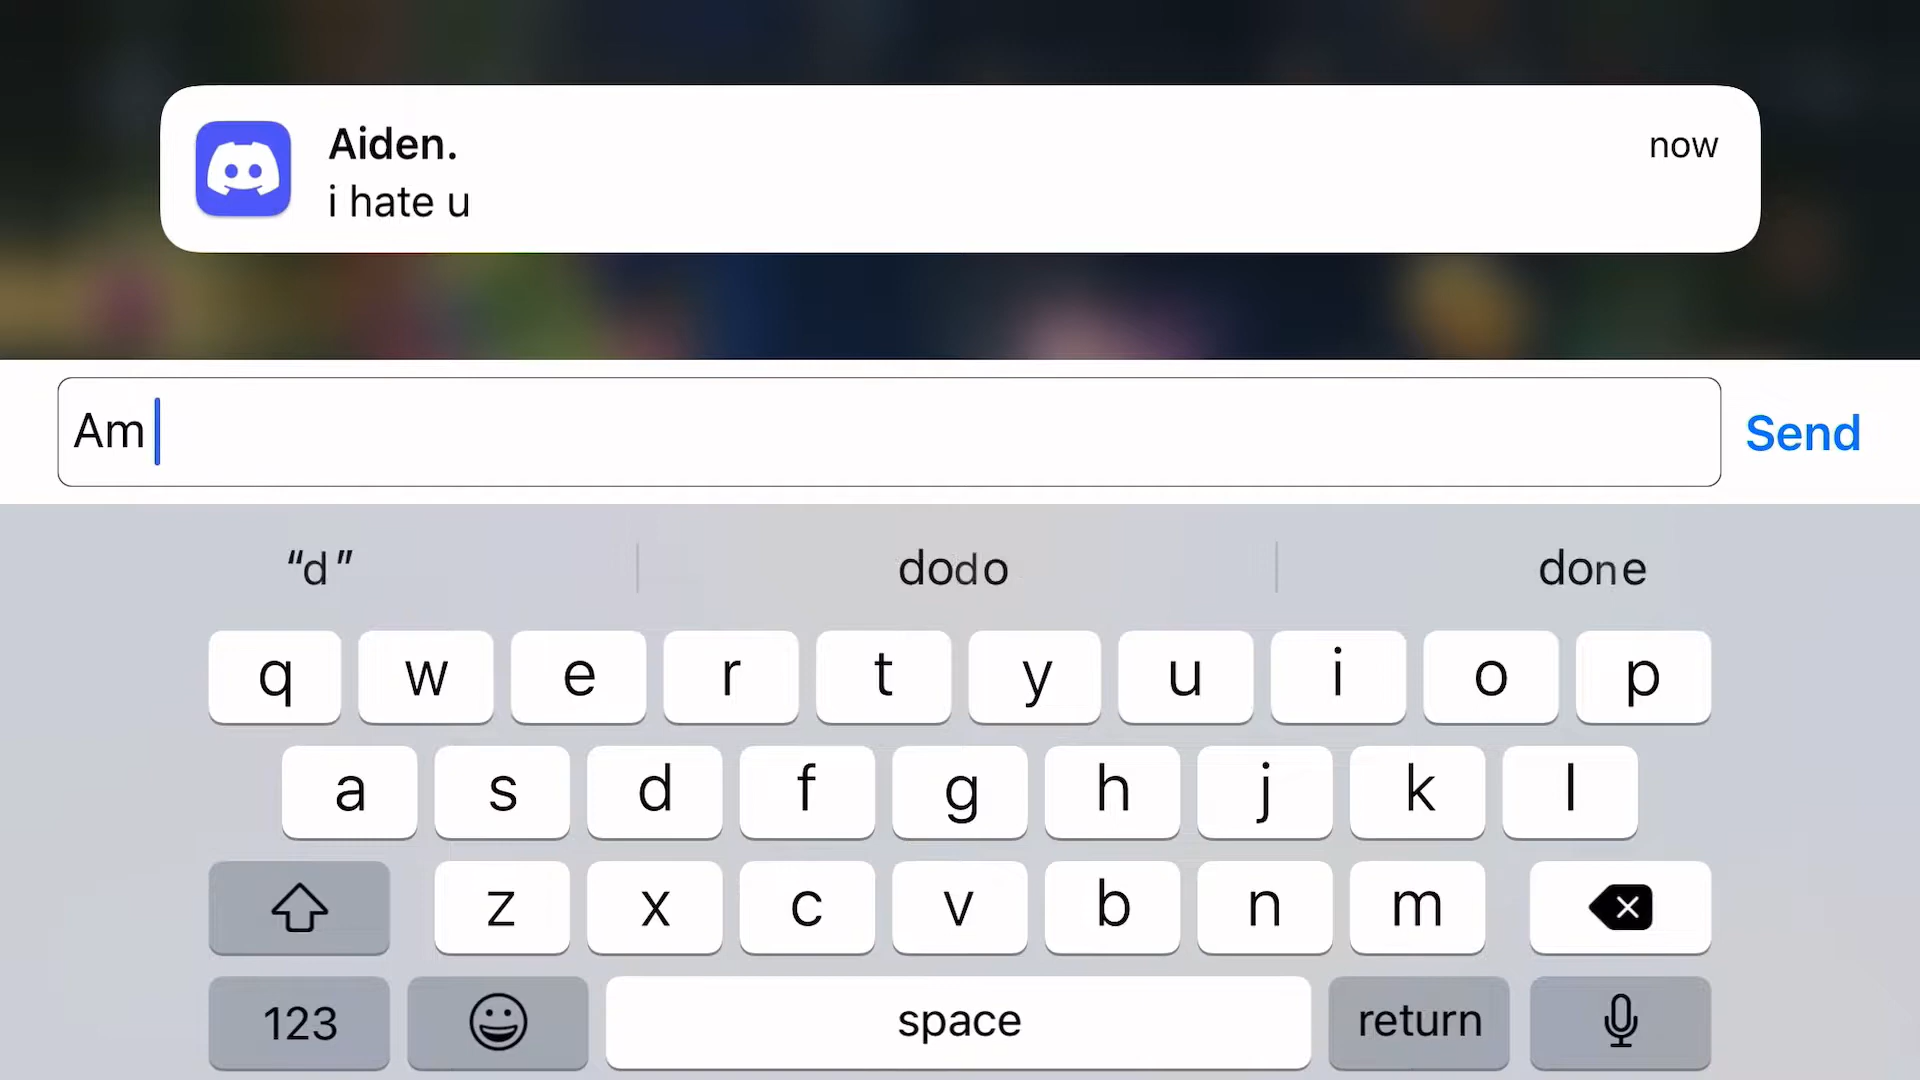 Aiden.
now
i hate u
Am
Send
“d” dodo done
q w e r t y u i o p
a s d f g h j k l
z x c v b n m
123 space return